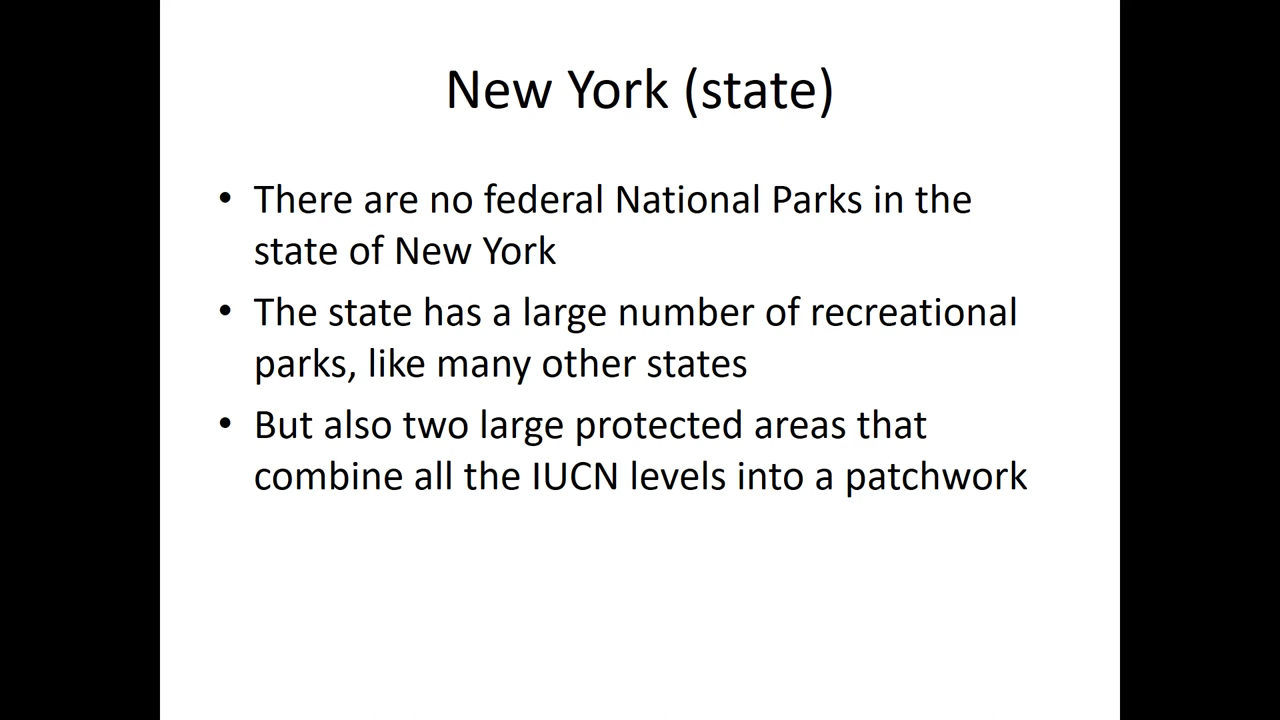 New York (state)
• There are no federal National Parks in the
state of New York
• The state has a large number of recreational
parks, like many other states
• But also two large protected areas that
combine all the IUCN levels into a patchwork